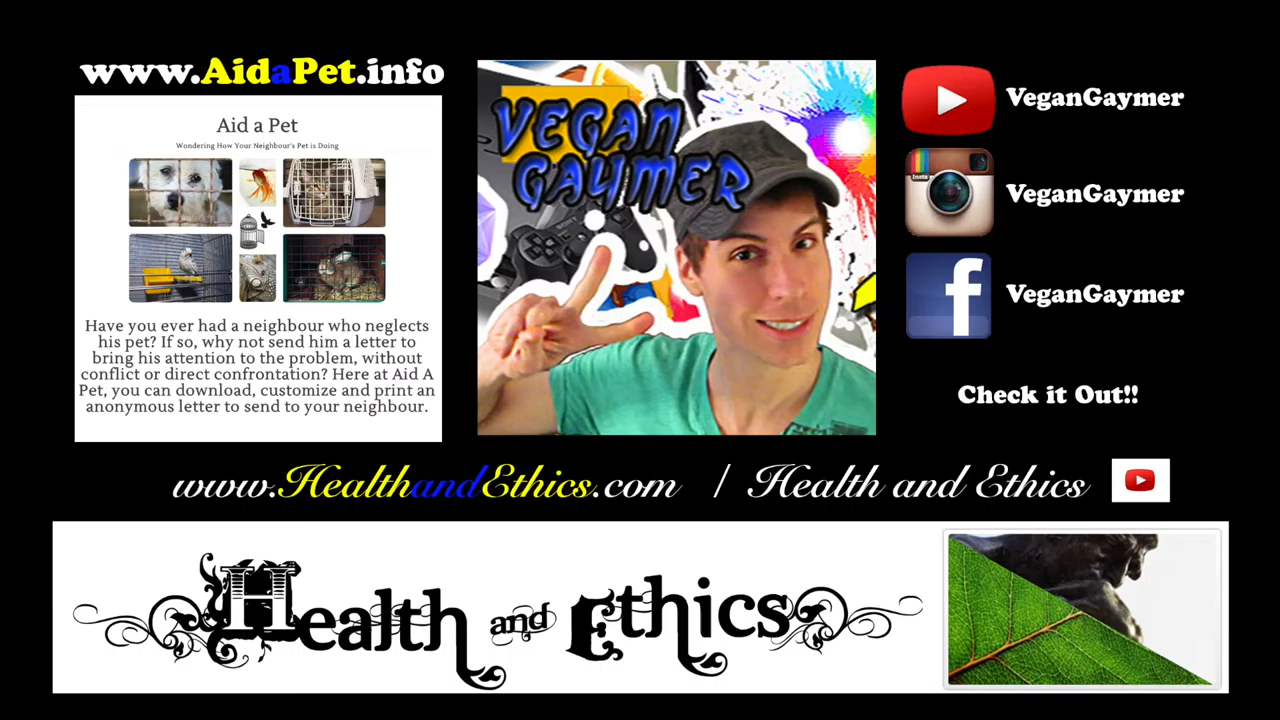 www.AidaPet.info
Aid a Pet
Wondering How Your Neighbour's Pet is Doing
Have you ever had a neighbour who neglects
his pet? If so, why not send him a letter to
bring his attention to the problem, without
conflict or direct confrontation? Here at Aid A
Pet, you can download, customize and print an
anonymous letter to send to your neighbour.
VEGAN
GAYMER
VeganGaymer
Insta
VeganGaymer
f
VeganGaymer
Check it Out!!
www.HealthandEthics.com / Health and Ethics
Health and Ethics